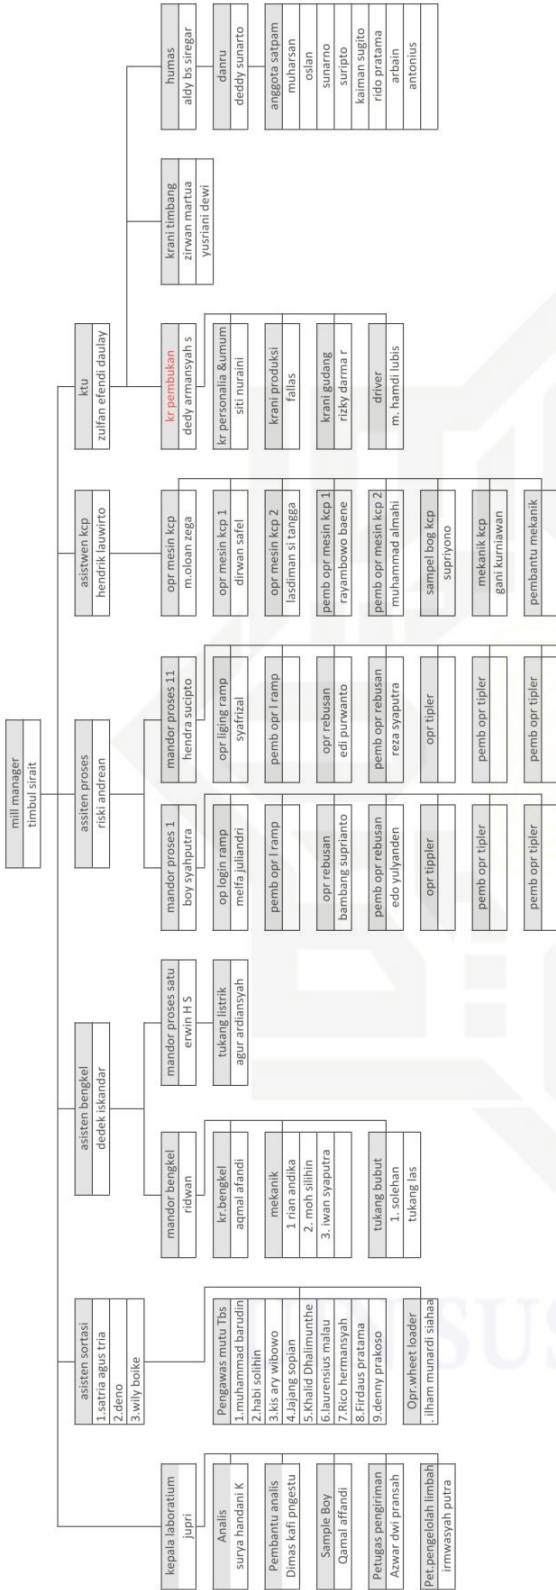 mill manager
timbul sirait
kepala laboratium
jupri
Analis
surya handani K
Pembantu analis
Dimas kafi pngestu
Sample Boy
Qamal affandi
Petugas pengiriman
Azwar dwi pransah
Pet.pengelolah limbah
irmwasyah putra
asisten sortasi
1.satria agus tria
2.deno
3.wily boike
Pengawas mutu Tbs
1.muhammad barudin
2.habi solihin
3.kis ary wibowo
4.Jajang sopian
5.Khalid Dhalimunthe
6.laurensius malau
7.Rico hermansyah
8.Firdaus pratama
9.denny prakoso
Opr.wheet loader
. ilham munardi siahaa
asisten bengkel
dedek iskandar
mandor bengkel
ridwan
kr.bengkel
aqmal afandi
mekanik
1 rian andika
2. moh silihin
3. iwan syaputra
tukang bubut
1. solehan
tukang las
mandor proses satu
erwin H S
tukang listrik
agur ardiansyah
assiten proses
riski andrean
mandor proses 1
boy syahputra
op login ramp
melfa juliandri
pemb opr l ramp
opr rebusan
bambang suprianto
pemb opr rebusan
edo yulyanden
opr tippler
pemb opr tipler
pemb opr tipler
mandor proses 11
hendra sucipto
opr liging ramp
syafrizal
pemb opr l ramp
opr rebusan
edi purwanto
pemb opr rebusan
reza syaputra
opr tipler
pemb opr tipler
pemb opr tipler
asistwen kcp
hendrik lauwirto
opr mesin kcp
m.oloan zega
opr mesin kcp 1
dirwan safel
opr mesin kcp 2
lasdiman si tangga
pemb opr mesin kcp 1
rayambowo baene
pemb opr mesin kcp 2
muhammad almahi
sampel bog kcp
supriyono
mekanik kcp
gani kurniawan
pembantu mekanik
ktu
zulfan efendi daulay
kr pembukan
dedy armansyah s
kr personalia &umum
siti nuraini
krani produksi
fallas
krani gudang
rizky darma r
driver
m. hamdi lubis
krani timbang
zirwan martua
yusriani dewi
humas
aldy bs siregar
danru
deddy sunarto
anggota satpam
muharsan
oslan
sunarno
suripto
kaiman sugito
rido pratama
arbain
antonius